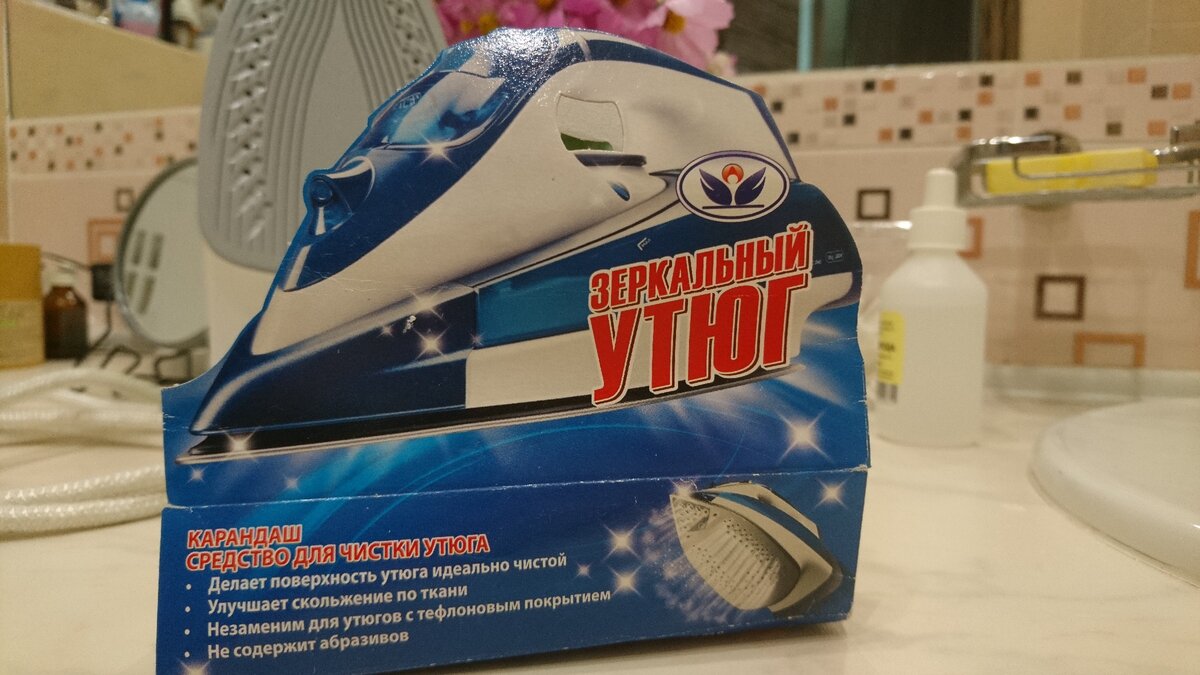 ЗЕРКАЛЬНЫЙ
УТЮГ
КАРАНДАШ
СРЕДСТВО ДЛЯ ЧИСТКИ УТЮГА
• Делает поверхность утюга идеально чистой
• Улучшает скольжение по ткани
• Незаменим для утюгов с тефлоновым покрытием
• Не содержит абразивов